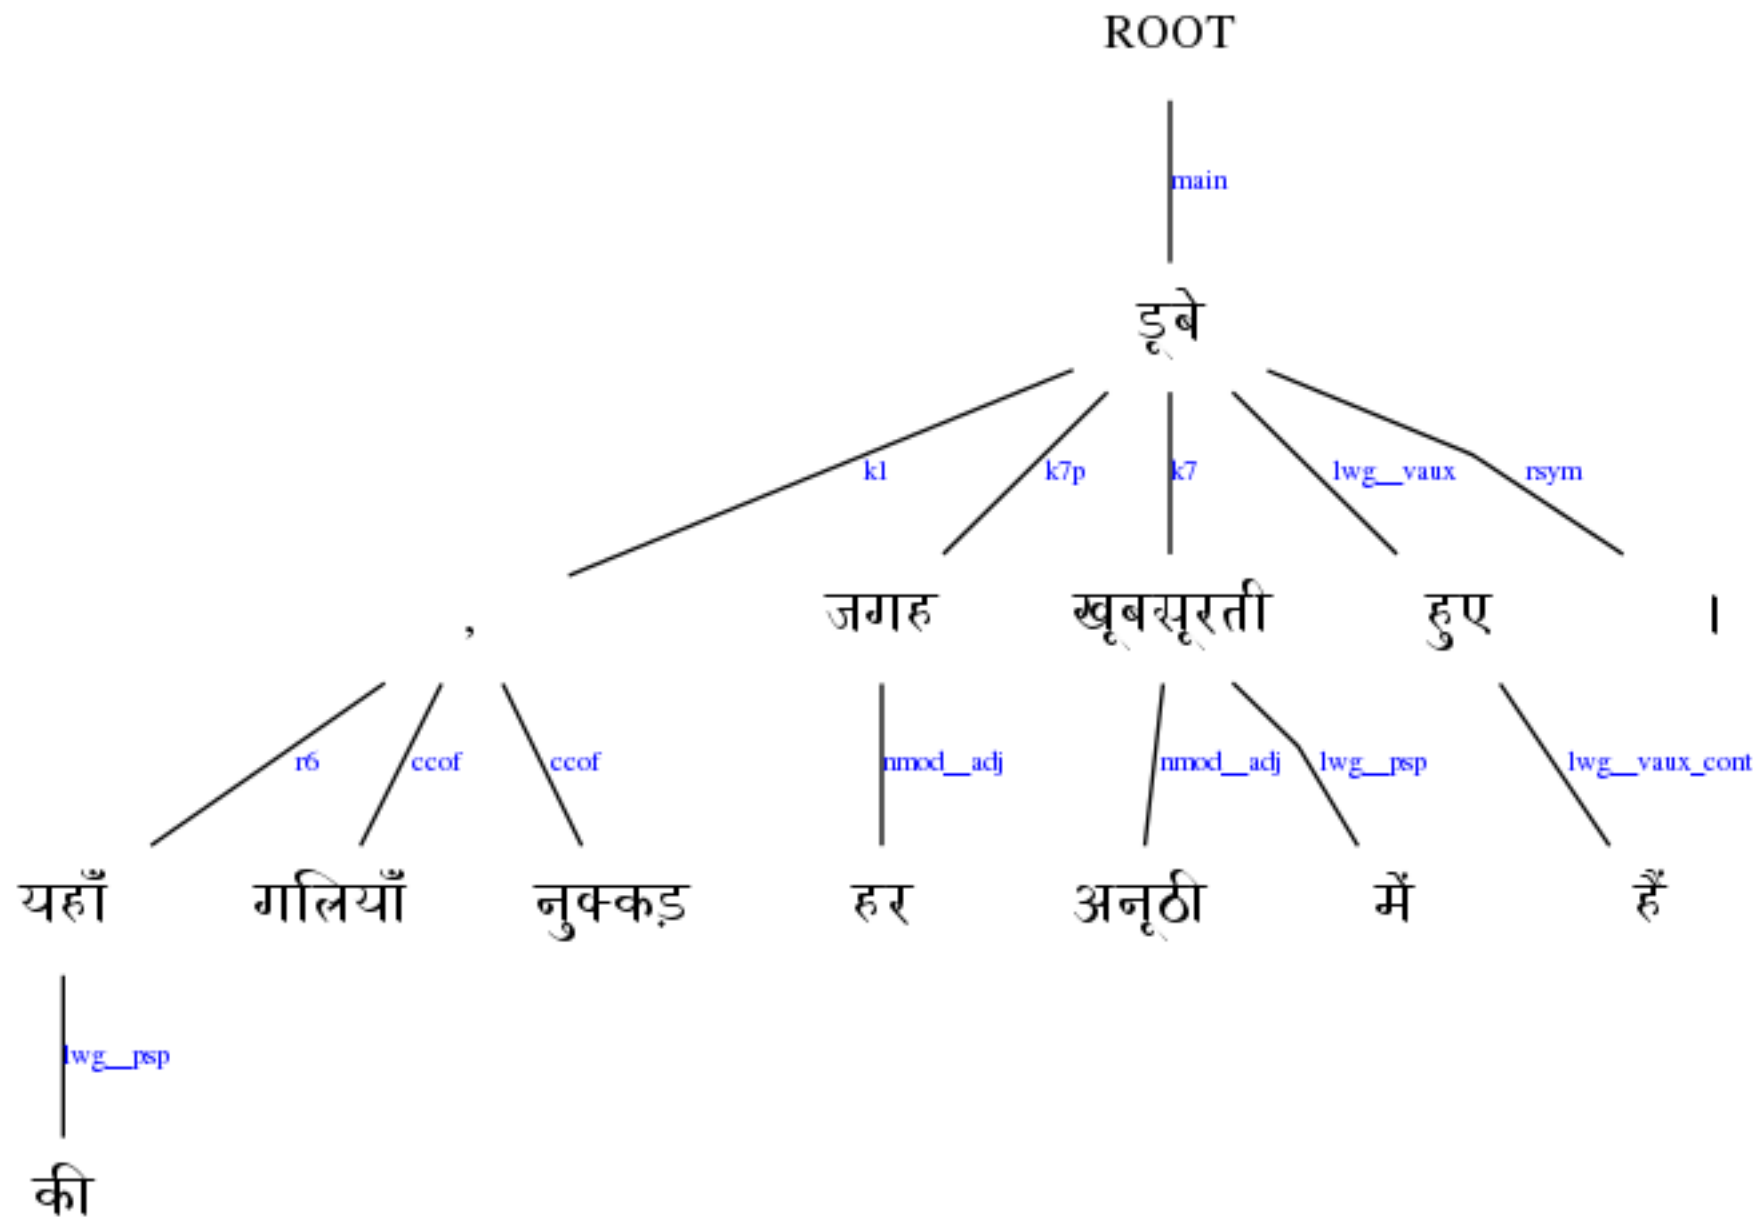 ROOT
main
डूबे
k1 k7p k7 lwg__vaux rsym
, जगह खूबसूरती हुए ।
r6 ccof ccof nmod__adj nmod__adj lwg__psp lwg__vaux_cont
यहाँ गलियाँ नुक्कड़ हर अनूठी में हैं
lwg__psp
की